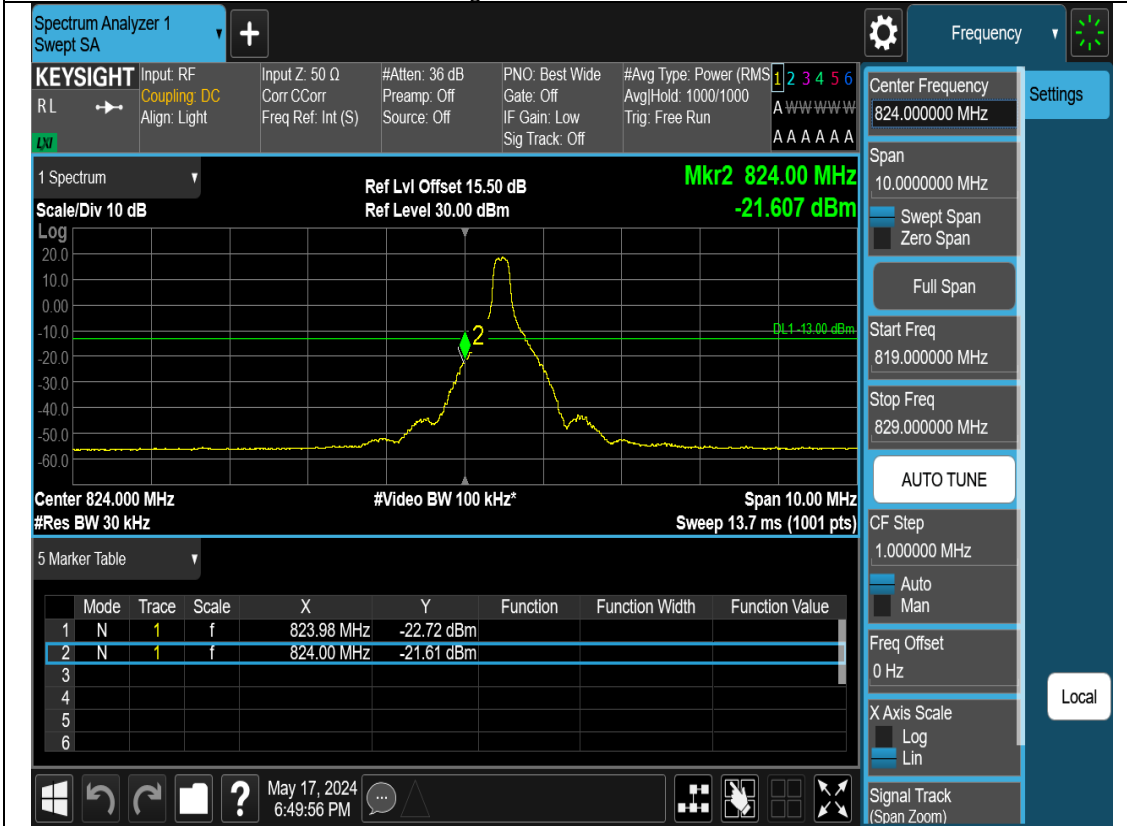 Spectrum Analyzer 1
Swept SA
Frequency
KEYSIGHT
RL
LXI
Input: RF
Coupling: DC
Align: Light
Input Z: 50 Ω
Corr CCorr
Freq Ref: Int (S)
#Atten: 36 dB
Preamp: Off
Source: Off
PNO: Best Wide
Gate: Off
IF Gain: Low
Sig Track: Off
#Avg Type: Power (RMS
Avg|Hold: 1000/1000
Trig: Free Run
1 2 3 4 5 6
A W W W W W
A A A A A A
1 Spectrum
Scale/Div 10 dB
Ref Lvl Offset 15.50 dB
Ref Level 30.00 dBm
Mkr2 824.00 MHz
-21.607 dBm
Log
20.0
10.0
0.00
-10.0
-20.0
-30.0
-40.0
-50.0
-60.0
2
DL1 -13.00 dBm
Center 824.000 MHz
#Video BW 100 kHz*
Span 10.00 MHz
#Res BW 30 kHz
Sweep 13.7 ms (1001 pts)
5 Marker Table
Mode Trace Scale X Y Function Function Width Function Value
1 N 1 f 823.98 MHz -22.72 dBm
2 N 1 f 824.00 MHz -21.61 dBm
3
4
5
6
May 17, 2024
6:49:56 PM
Center Frequency
824.000000 MHz
Settings
Span
10.0000000 MHz
Swept Span
Zero Span
Full Span
Start Freq
819.000000 MHz
Stop Freq
829.000000 MHz
AUTO TUNE
CF Step
1.000000 MHz
Auto
Man
Freq Offset
0 Hz
Local
X Axis Scale
Log
Lin
Signal Track
(Span Zoom)